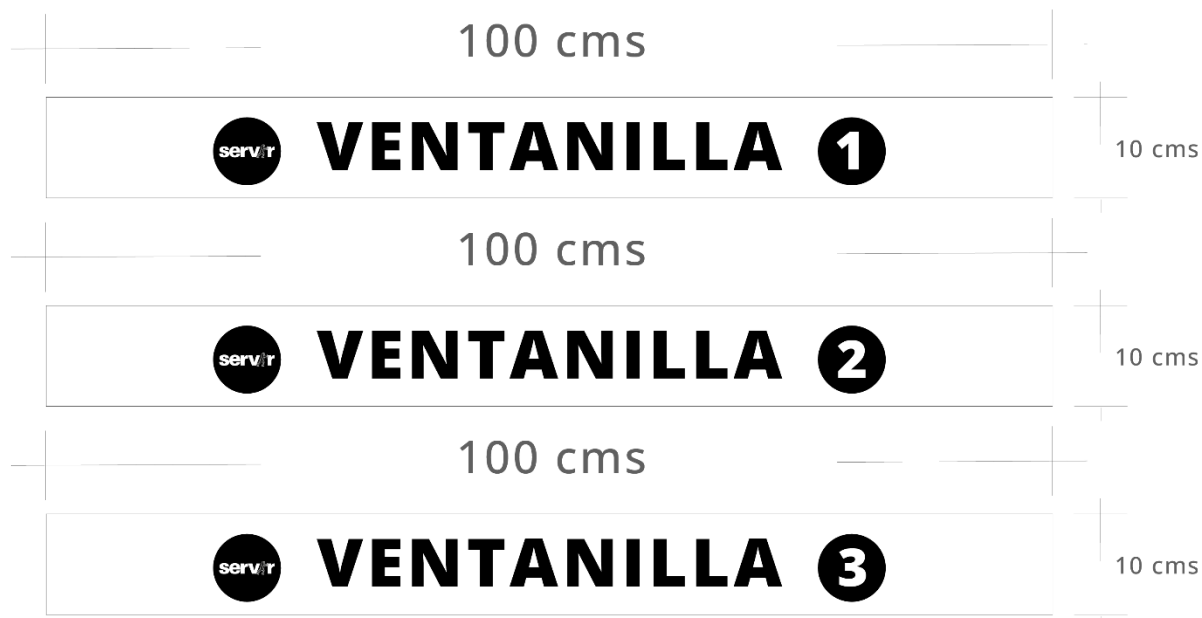 100 cms
servir VENTANILLA 1
10 cms
100 cms
servir VENTANILLA 2
10 cms
100 cms
servir VENTANILLA 3
10 cms